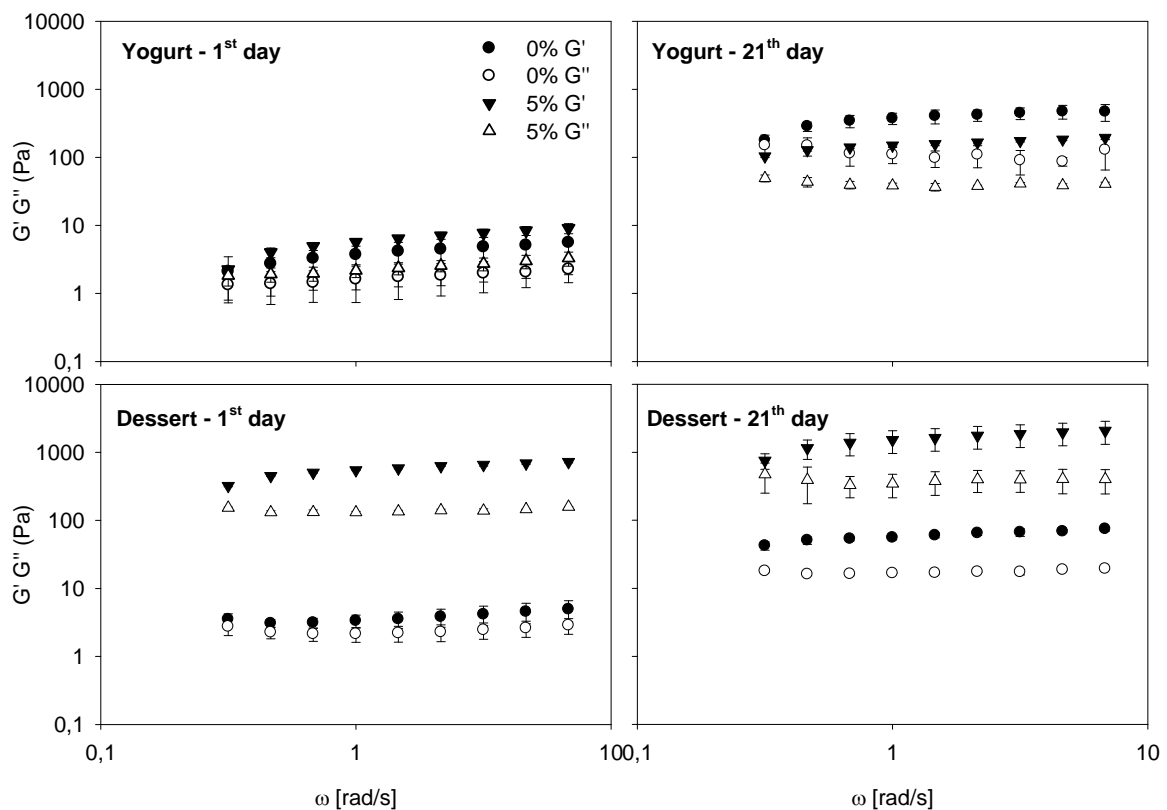 10000
1000
100
10
1
0,1
G' G'' (Pa)
Yogurt - 1st day
0% G'
0% G''
5% G'
5% G''
Yogurt - 21th day
10000
1000
100
10
1
0,1
G' G'' (Pa)
Dessert - 1st day
Dessert - 21th day
0,1
1
10
0,1
1
10
ω [rad/s]
ω [rad/s]